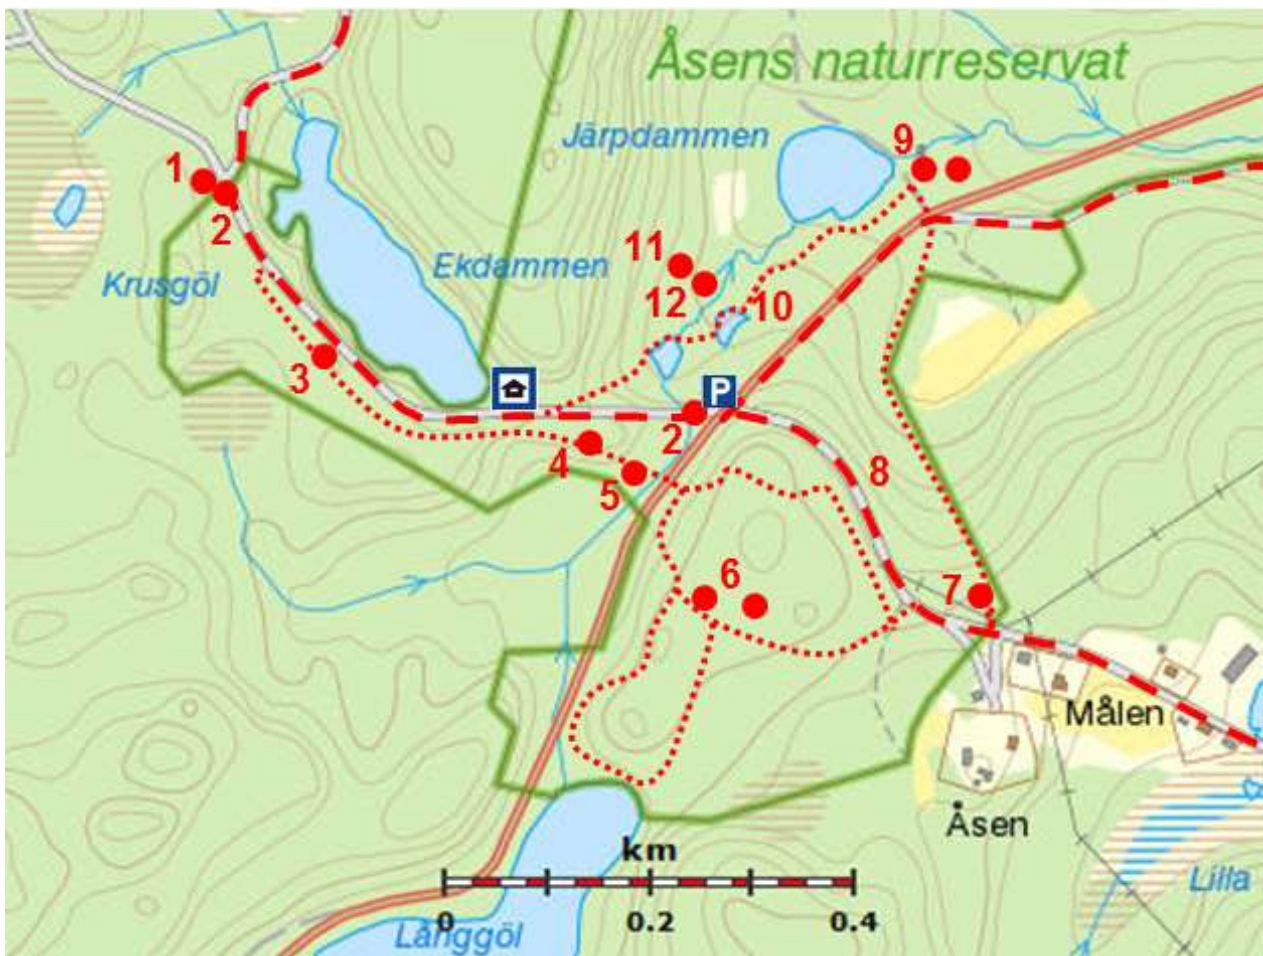 Åsens naturreservat
Järpdammen
9
1
2
11
Ekdammen
Krusgöl
12
10
3
P
2
4
8
5
6
7
Målen
Åsen
km
Lilla
0
0.2
0.4
Långgöl